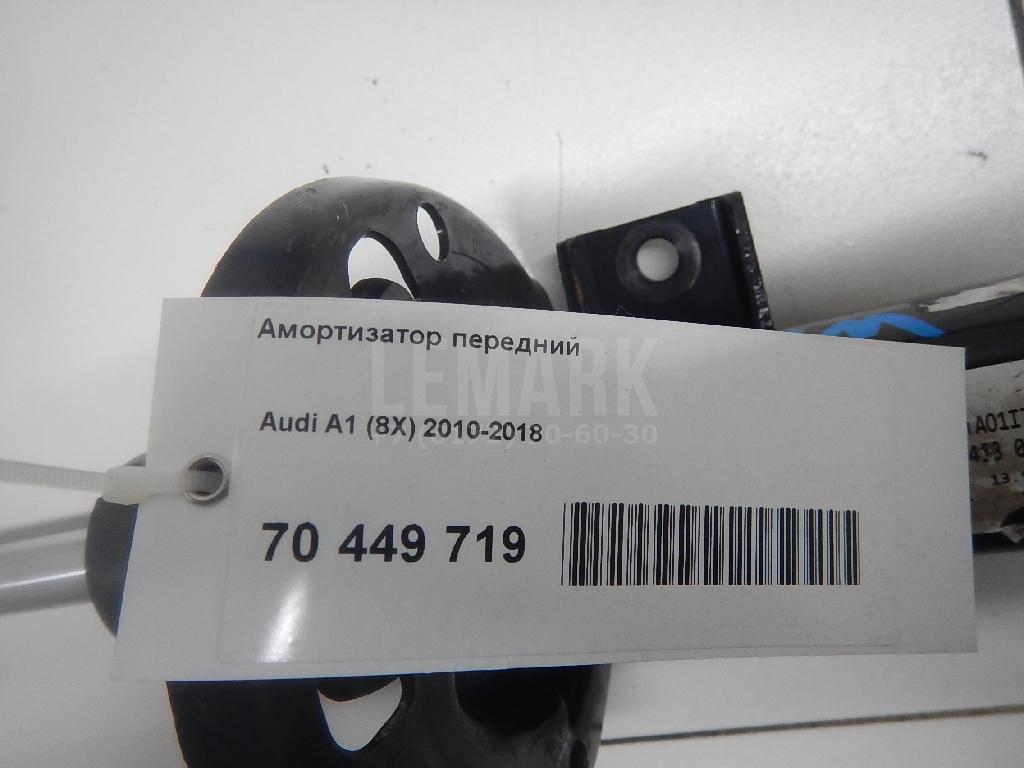 Амортизатор передний
LEMARK
Audi A1 (8X) 2010-2018
70 449 719